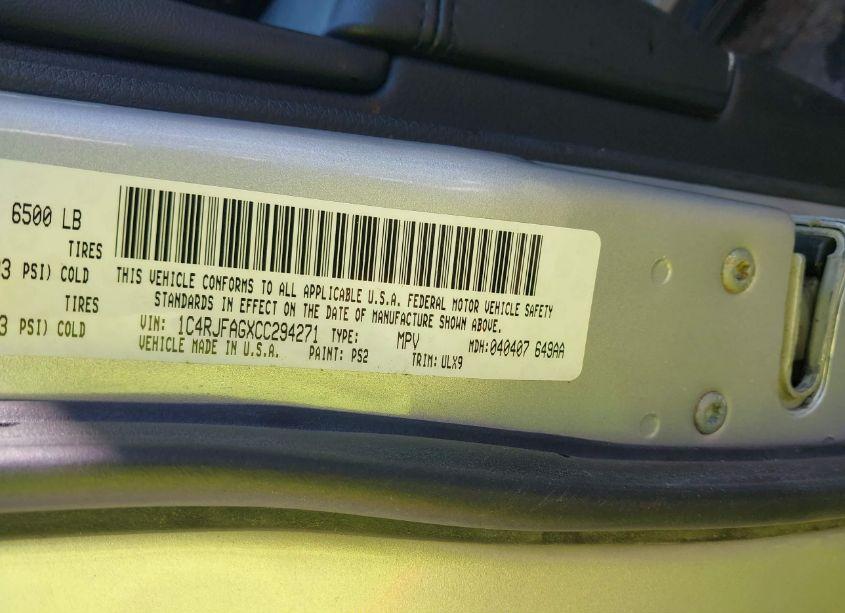 6500 LB
TIRES
3 PSI) COLD
TIRES
3 PSI) COLD
THIS VEHICLE CONFORMS TO ALL APPLICABLE U.S.A. FEDERAL MOTOR VEHICLE SAFETY
STANDARDS IN EFFECT ON THE DATE OF MANUFACTURE SHOWN ABOVE.
VIN: 1C4RJFAGXCC294271 TYPE: MPV MDH:040407 649AA
VEHICLE MADE IN U.S.A. PAINT: PS2 TRIM:ULX9